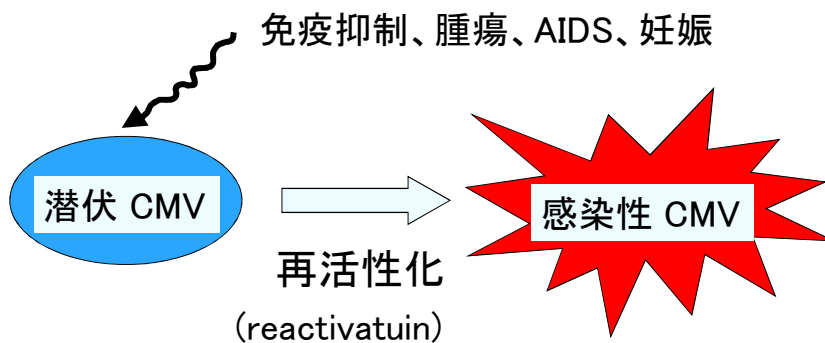 免疫抑制、腫瘍、AIDS、妊娠
潜伏 CMV
感染性 CMV
再活性化
(reactivatuin)